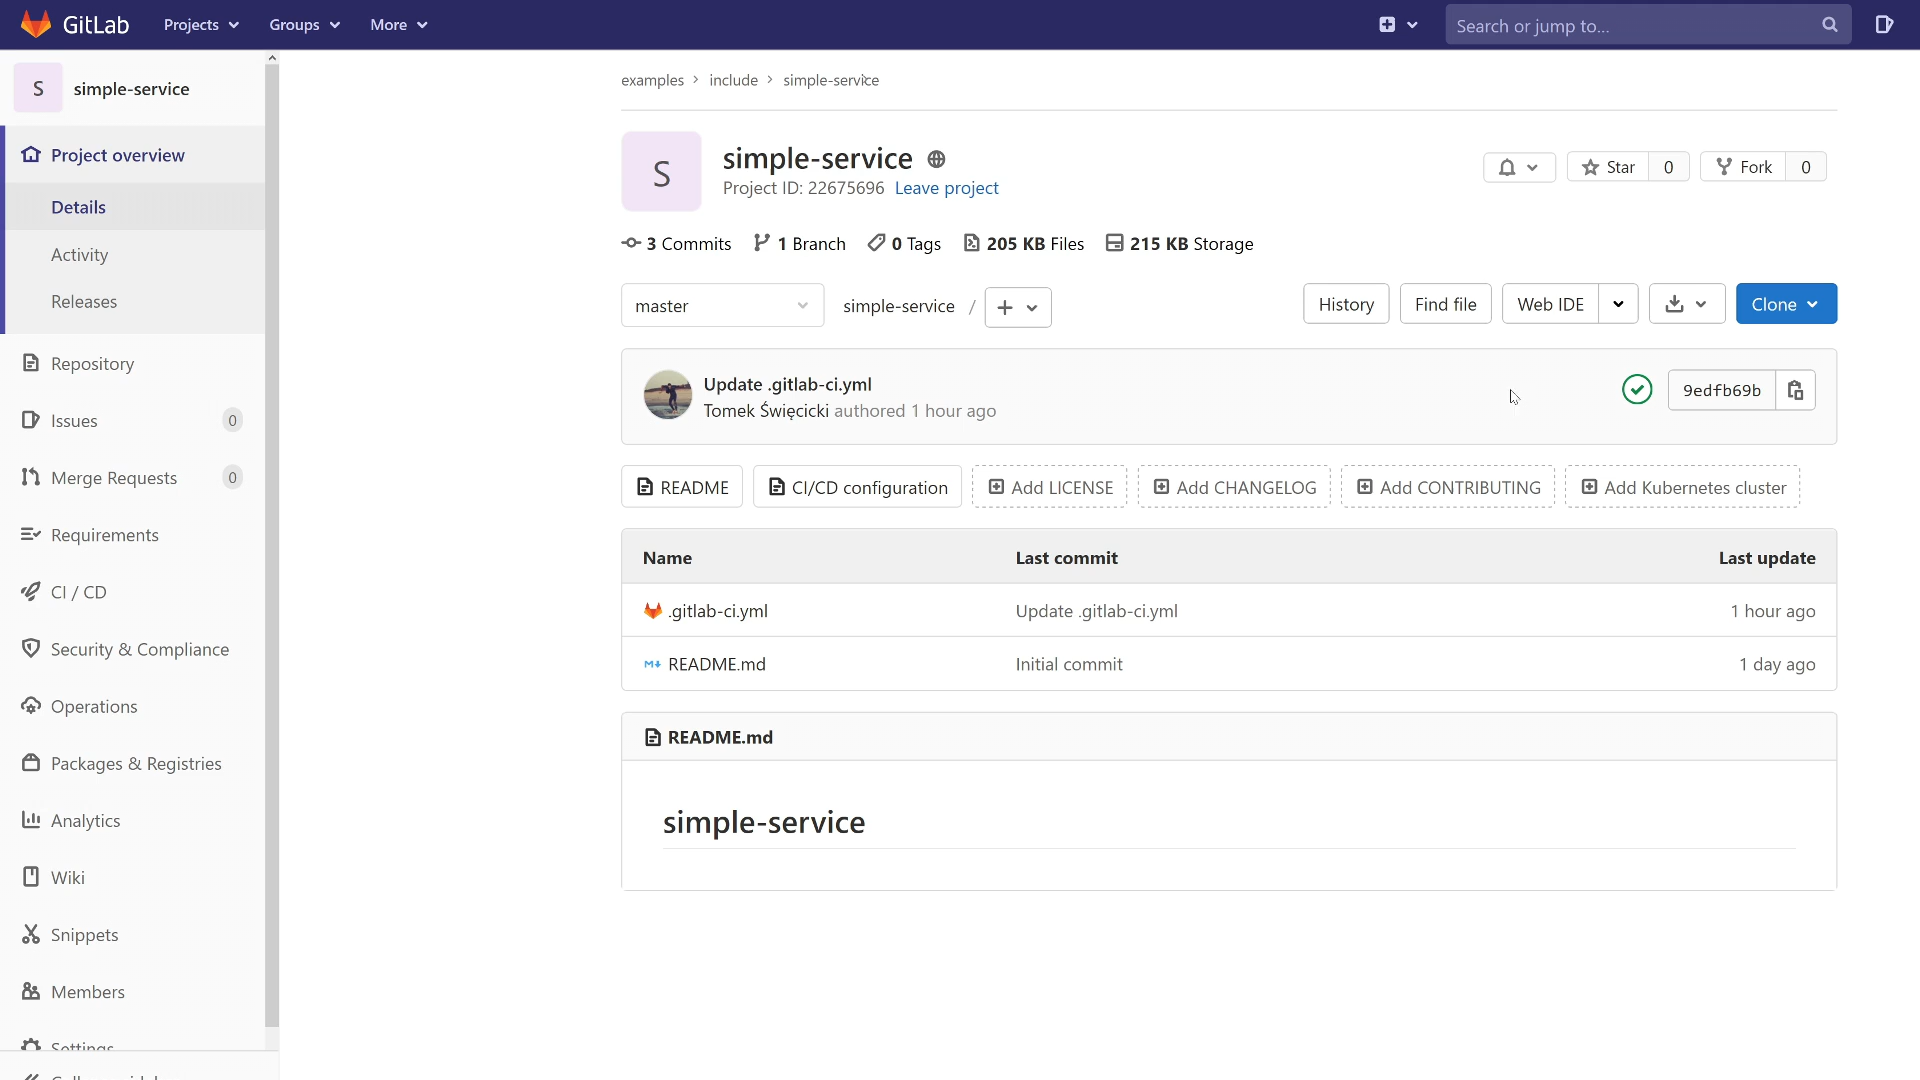 GitLab Projects Groups More Search or jump to...
S simple-service
Project overview
Details
Activity
Releases
Repository
Issues 0
Merge Requests 0
Requirements
CI / CD
Security & Compliance
Operations
Packages & Registries
Analytics
Wiki
Snippets
Members
Settings
examples > include > simple-service
S
simple-service
Project ID: 22675696 Leave project
Star 0 Fork 0
3 Commits 1 Branch 0 Tags 205 KB Files 215 KB Storage
master simple-service / + History Find file Web IDE Clone
Update .gitlab-ci.yml
Tomek Święcicki authored 1 hour ago
9edfb69b
README CI/CD configuration Add LICENSE Add CHANGELOG Add CONTRIBUTING Add Kubernetes cluster
Name Last commit Last update
.gitlab-ci.yml Update .gitlab-ci.yml 1 hour ago
README.md Initial commit 1 day ago
README.md
simple-service